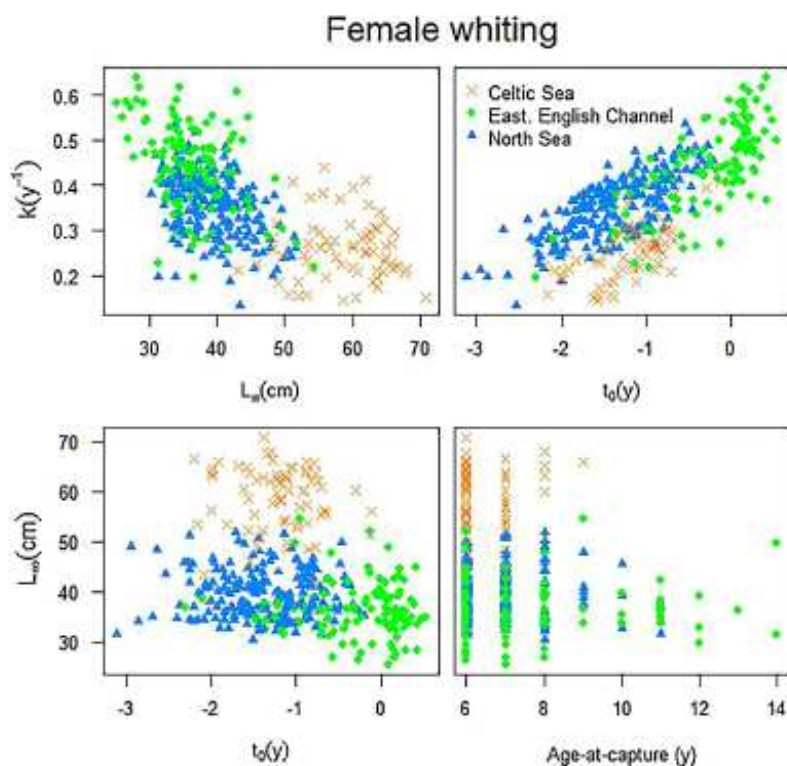 Female whiting
0.6
0.5
0.4
0.3
0.2
k(y⁻¹)
30 40 50 60 70
L∞(cm)
Celtic Sea
East. English Channel
North Sea
-3 -2 -1 0
t₀(y)
70
60
50
40
30
L∞(cm)
-3 -2 -1 0
t₀(y)
6 8 10 12 14
Age-at-capture (y)